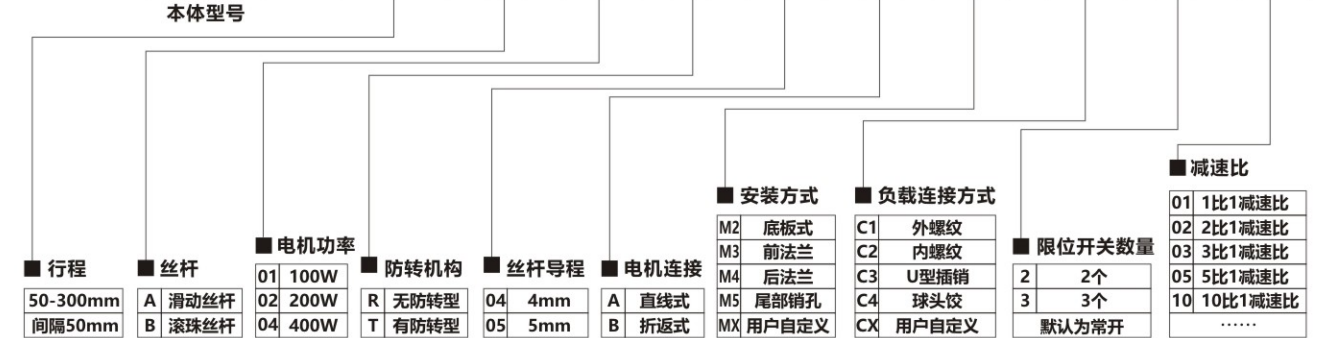 本体型号
■ 行程
50-300mm
间隔50mm
■ 丝杆
A 滑动丝杆
B 滚珠丝杆
■ 电机功率
01 100W
02 200W
04 400W
■ 防转机构
R 无防转型
T 有防转型
■ 丝杆导程
04 4mm
05 5mm
■ 电机连接
A 直线式
B 折返式
■ 安装方式
M2 底板式
M3 前法兰
M4 后法兰
M5 尾部销孔
MX 用户自定义
■ 负载连接方式
C1 外螺纹
C2 内螺纹
C3 U型插销
C4 球头铰
CX 用户自定义
■ 限位开关数量
2 2个
3 3个
默认为常开
■ 减速比
01 1比1减速比
02 2比1减速比
03 3比1减速比
05 5比1减速比
10 10比1减速比
……